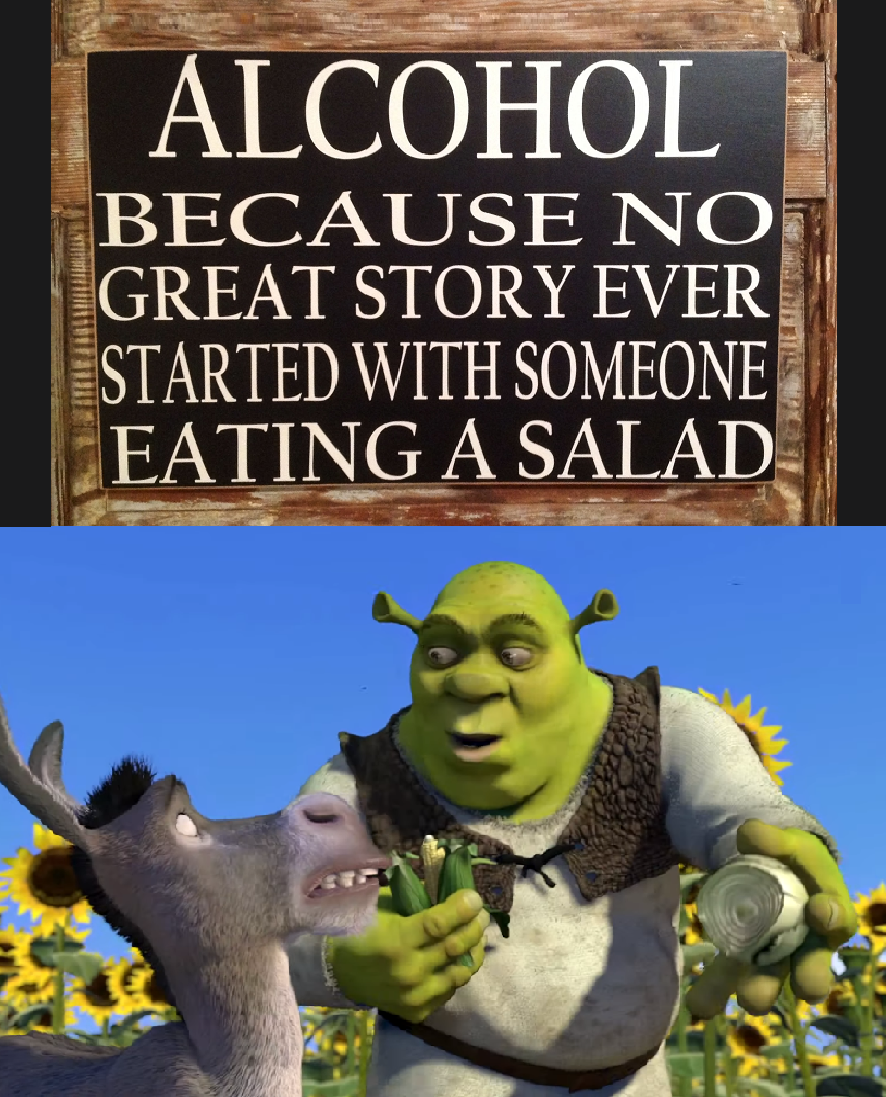 ALCOHOL
BECAUSE NO
GREAT STORY EVER
STARTED WITH SOMEONE
EATING A SALAD